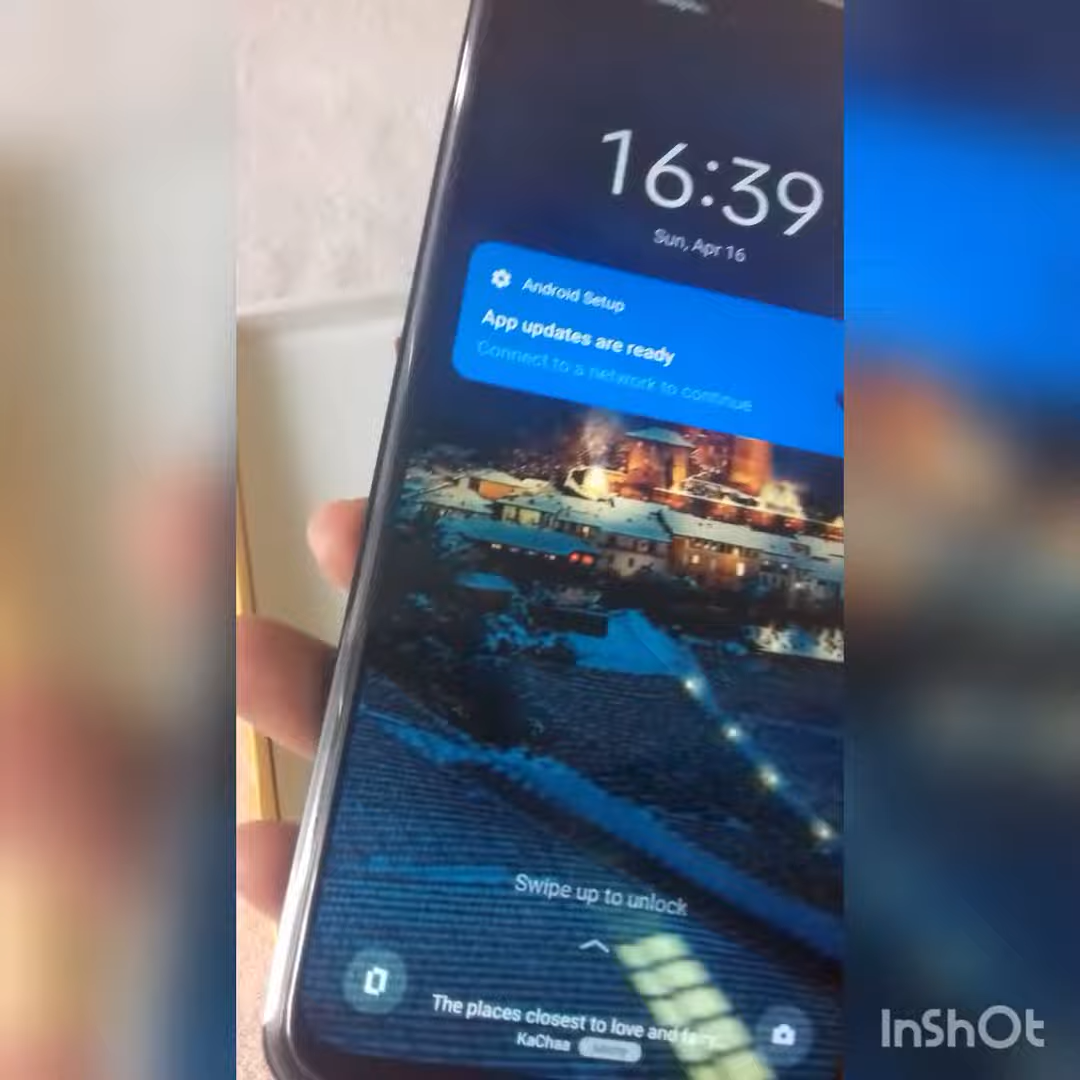 16:39
Sun, Apr 16
Android Setup
App updates are ready
Connect to a network to continue
Swipe up to unlock
The places closest to love and fairy...
KaChaa
InShOt